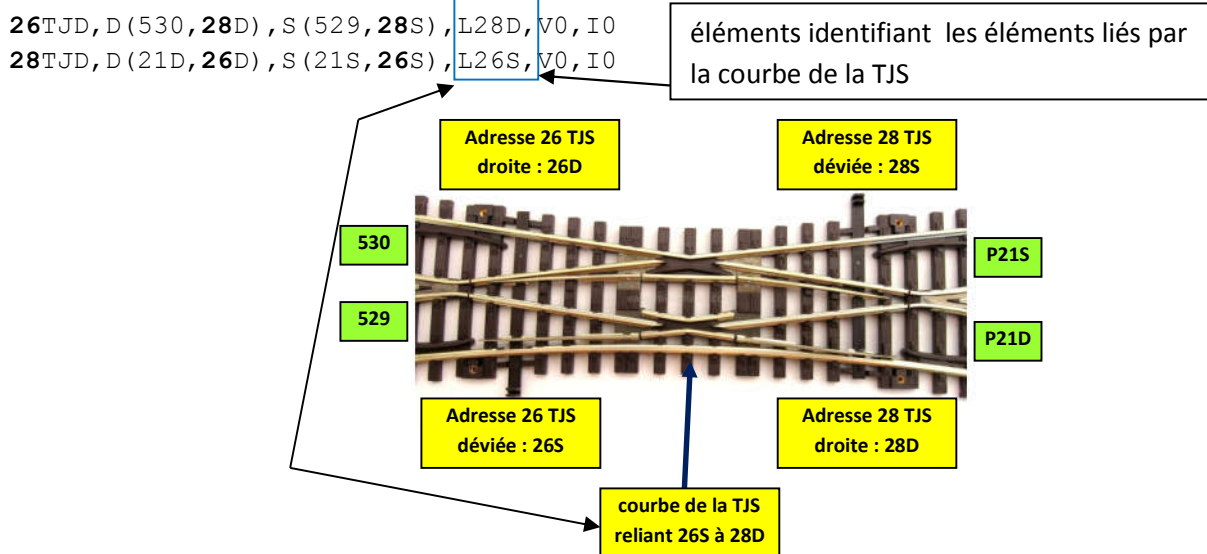 26TJD,D(530,28D),S(529,28S),L28D,V0,I0
28TJD,D(21D,26D),S(21S,26S),L26S,V0,I0
éléments identifiant les éléments liés par
la courbe de la TJS
Adresse 26 TJS
droite : 26D
Adresse 28 TJS
déviée : 28S
530
P21S
529
P21D
Adresse 26 TJS
déviée : 26S
Adresse 28 TJS
droite : 28D
courbe de la TJS
reliant 26S à 28D